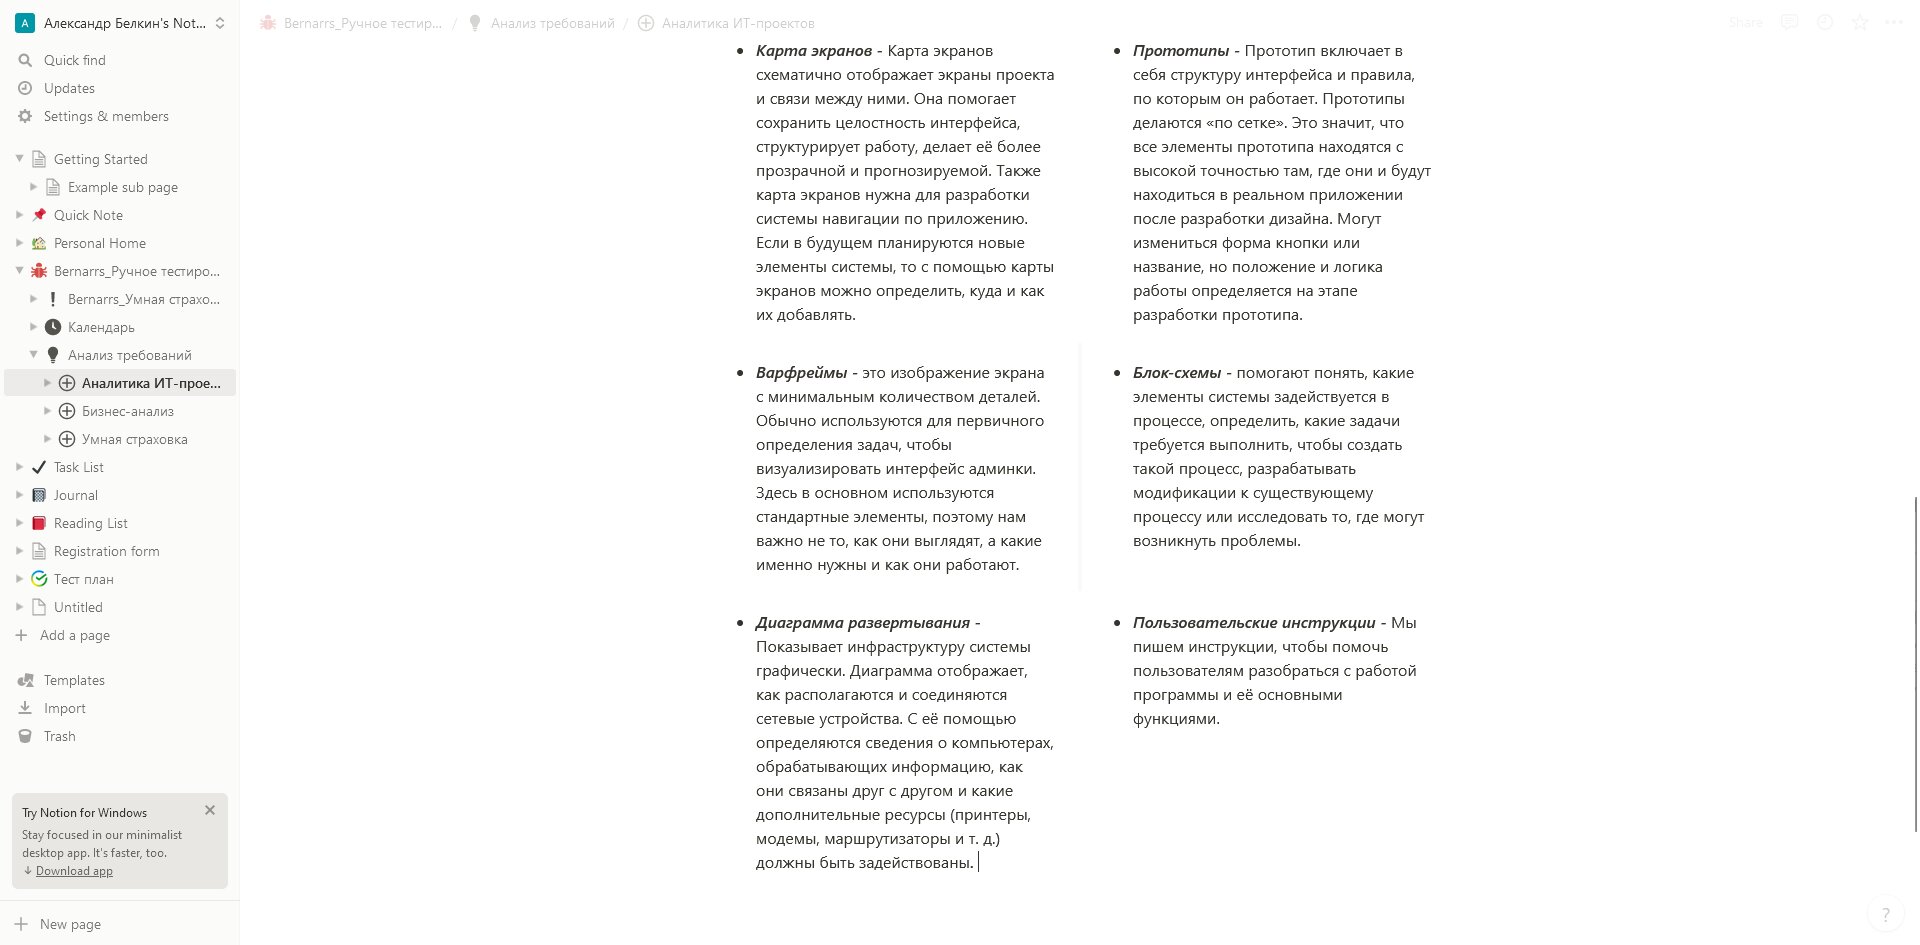 А
Александр Белкин's Not...
Quick find
Updates
Settings & members
Getting Started
Example sub page
Quick Note
Personal Home
Bernarrs_Ручное тестиро...
Bernarrs_Умная страхо...
Календарь
Анализ требований
Аналитика ИТ-прое...
Бизнес-анализ
Умная страховка
Task List
Journal
Reading List
Registration form
Тест план
Untitled
Add a page
Templates
Import
Trash
Try Notion for Windows
Stay focused in our minimalist
desktop app. It's faster, too.
↓ Download app
New page
Bernarrs_Ручное тестир... / Анализ требований / Аналитика ИТ-проектов
Share
• Карта экранов - Карта экранов
схематично отображает экраны проекта
и связи между ними. Она помогает
сохранить целостность интерфейса,
структурирует работу, делает её более
прозрачной и прогнозируемой. Также
карта экранов нужна для разработки
системы навигации по приложению.
Если в будущем планируются новые
элементы системы, то с помощью карты
экранов можно определить, куда и как
их добавлять.
• Прототипы - Прототип включает в
себя структуру интерфейса и правила,
по которым он работает. Прототипы
делаются «по сетке». Это значит, что
все элементы прототипа находятся с
высокой точностью там, где они и будут
находиться в реальном приложении
после разработки дизайна. Могут
измениться форма кнопки или
название, но положение и логика
работы определяется на этапе
разработки прототипа.
• Варфреймы - это изображение экрана
с минимальным количеством деталей.
Обычно используются для первичного
определения задач, чтобы
визуализировать интерфейс админки.
Здесь в основном используются
стандартные элементы, поэтому нам
важно не то, как они выглядят, а какие
именно нужны и как они работают.
• Блок-схемы - помогают понять, какие
элементы системы задействуется в
процессе, определить, какие задачи
требуется выполнить, чтобы создать
такой процесс, разрабатывать
модификации к существующему
процессу или исследовать то, где могут
возникнуть проблемы.
• Диаграмма развертывания -
Показывает инфраструктуру системы
графически. Диаграмма отображает,
как располагаются и соединяются
сетевые устройства. С её помощью
определяются сведения о компьютерах,
обрабатывающих информацию, как
они связаны друг с другом и какие
дополнительные ресурсы (принтеры,
модемы, маршрутизаторы и т. д.)
должны быть задействованы.
• Пользовательские инструкции - Мы
пишем инструкции, чтобы помочь
пользователям разобраться с работой
программы и её основными
функциями.
?